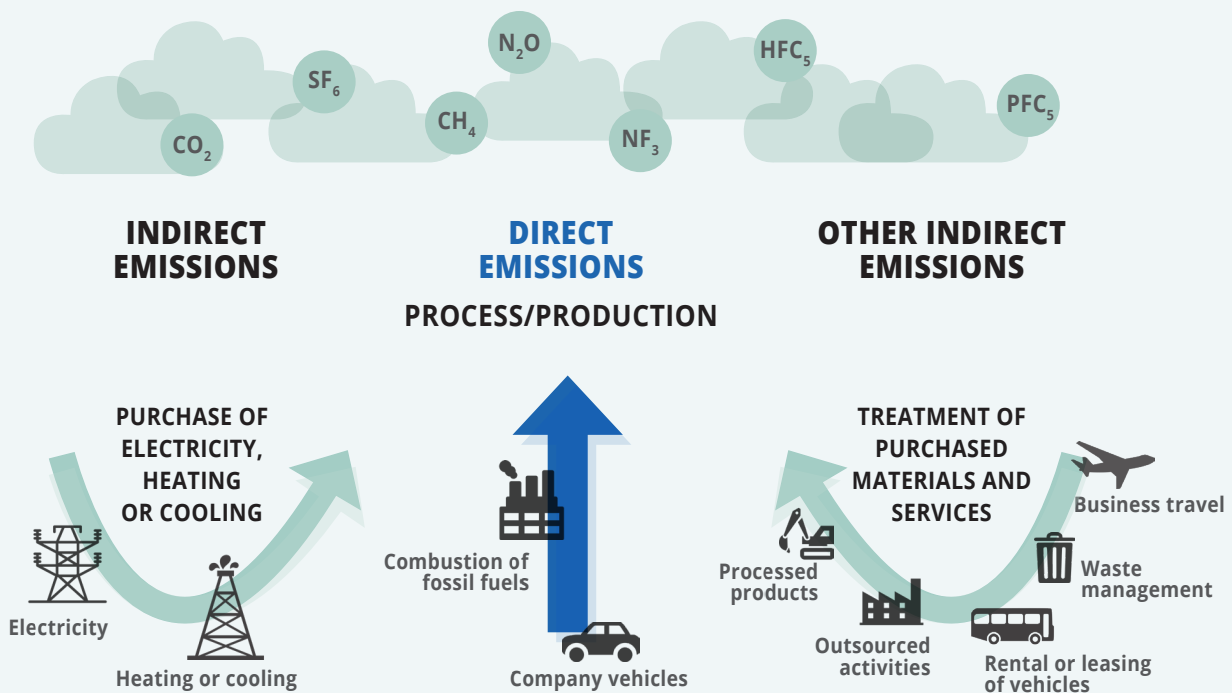 N₂O
HFC₅
SF₆
PFC₅
CH₄
NF₃
CO₂
INDIRECT
EMISSIONS
DIRECT
EMISSIONS
PROCESS/PRODUCTION
OTHER INDIRECT
EMISSIONS
PURCHASE OF
ELECTRICITY,
HEATING
OR COOLING
Electricity
Heating or cooling
Combustion of
fossil fuels
Company vehicles
TREATMENT OF
PURCHASED
MATERIALS AND
SERVICES
Business travel
Processed
products
Waste
management
Outsourced
activities
Rental or leasing
of vehicles